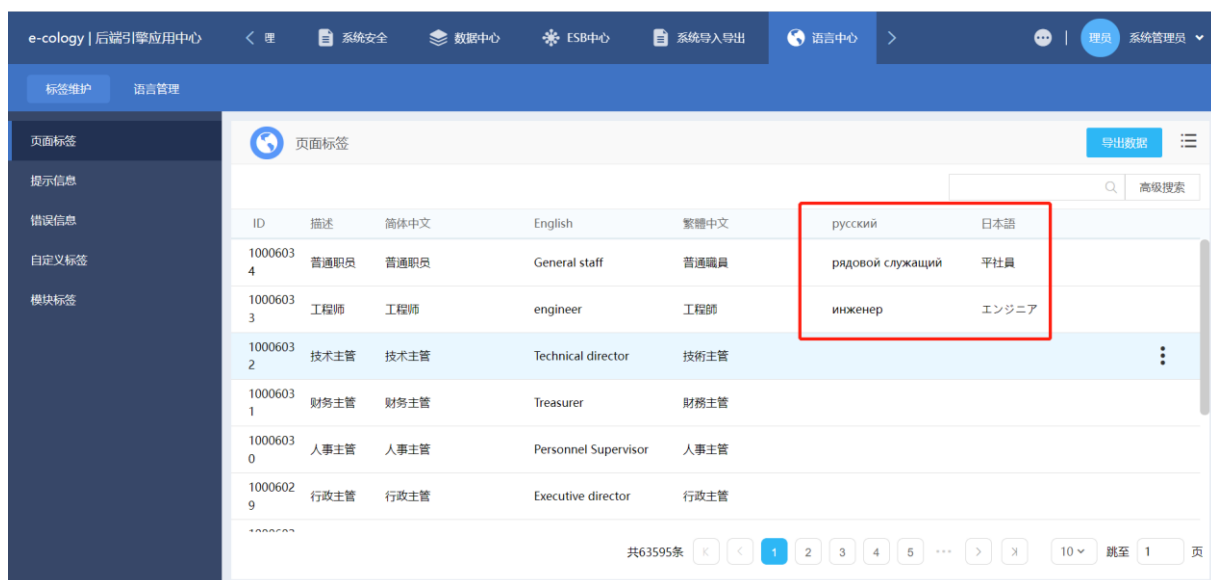 e-cology | 后端引擎应用中心 理 系统安全 数据中心 ESB中心 系统导入导出 语言中心 | 理员 系统管理员
标签维护 语言管理
页面标签
提示信息
错误信息
自定义标签
模块标签
页面标签 导出数据
高级搜索
ID 描述 简体中文 English 繁體中文 русский 日本語
10006034 普通职员 普通职员 General staff 普通職員 рядовой служащий 平社員
10006033 工程师 工程师 engineer 工程師 инженер エンジニア
10006032 技术主管 技术主管 Technical director 技術主管
10006031 财务主管 财务主管 Treasurer 財務主管
10006030 人事主管 人事主管 Personnel Supervisor 人事主管
10006029 行政主管 行政主管 Executive director 行政主管
共63595条 1 2 3 4 5 ··· 10 跳至 1 页